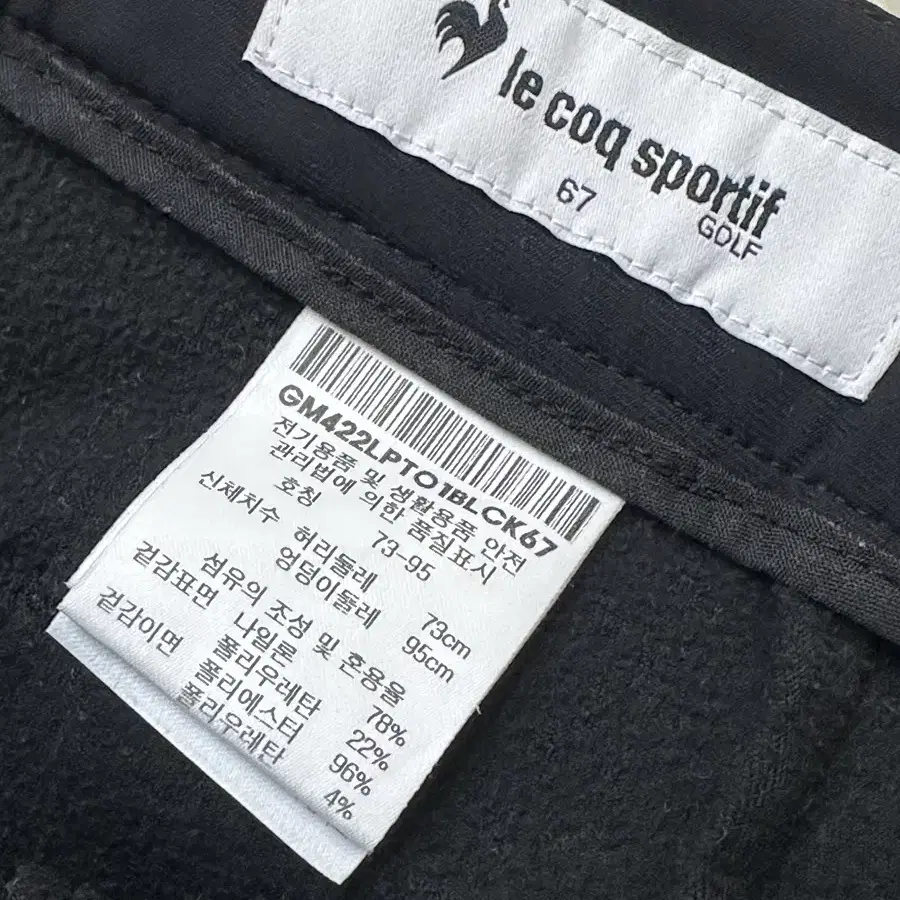 le coq sportif
67
GOLF
GM422LPT01BLCK67
전기용품 및 생활용품 안전
관리법에 의한 품질표시
호칭 73-95
신체치수 허리둘레 73cm
엉덩이둘레 95cm
섬유의 조성 및 혼용율
겉감표면 나일론 78%
폴리우레탄 22%
겉감이면 폴리에스터 96%
폴리우레탄 4%